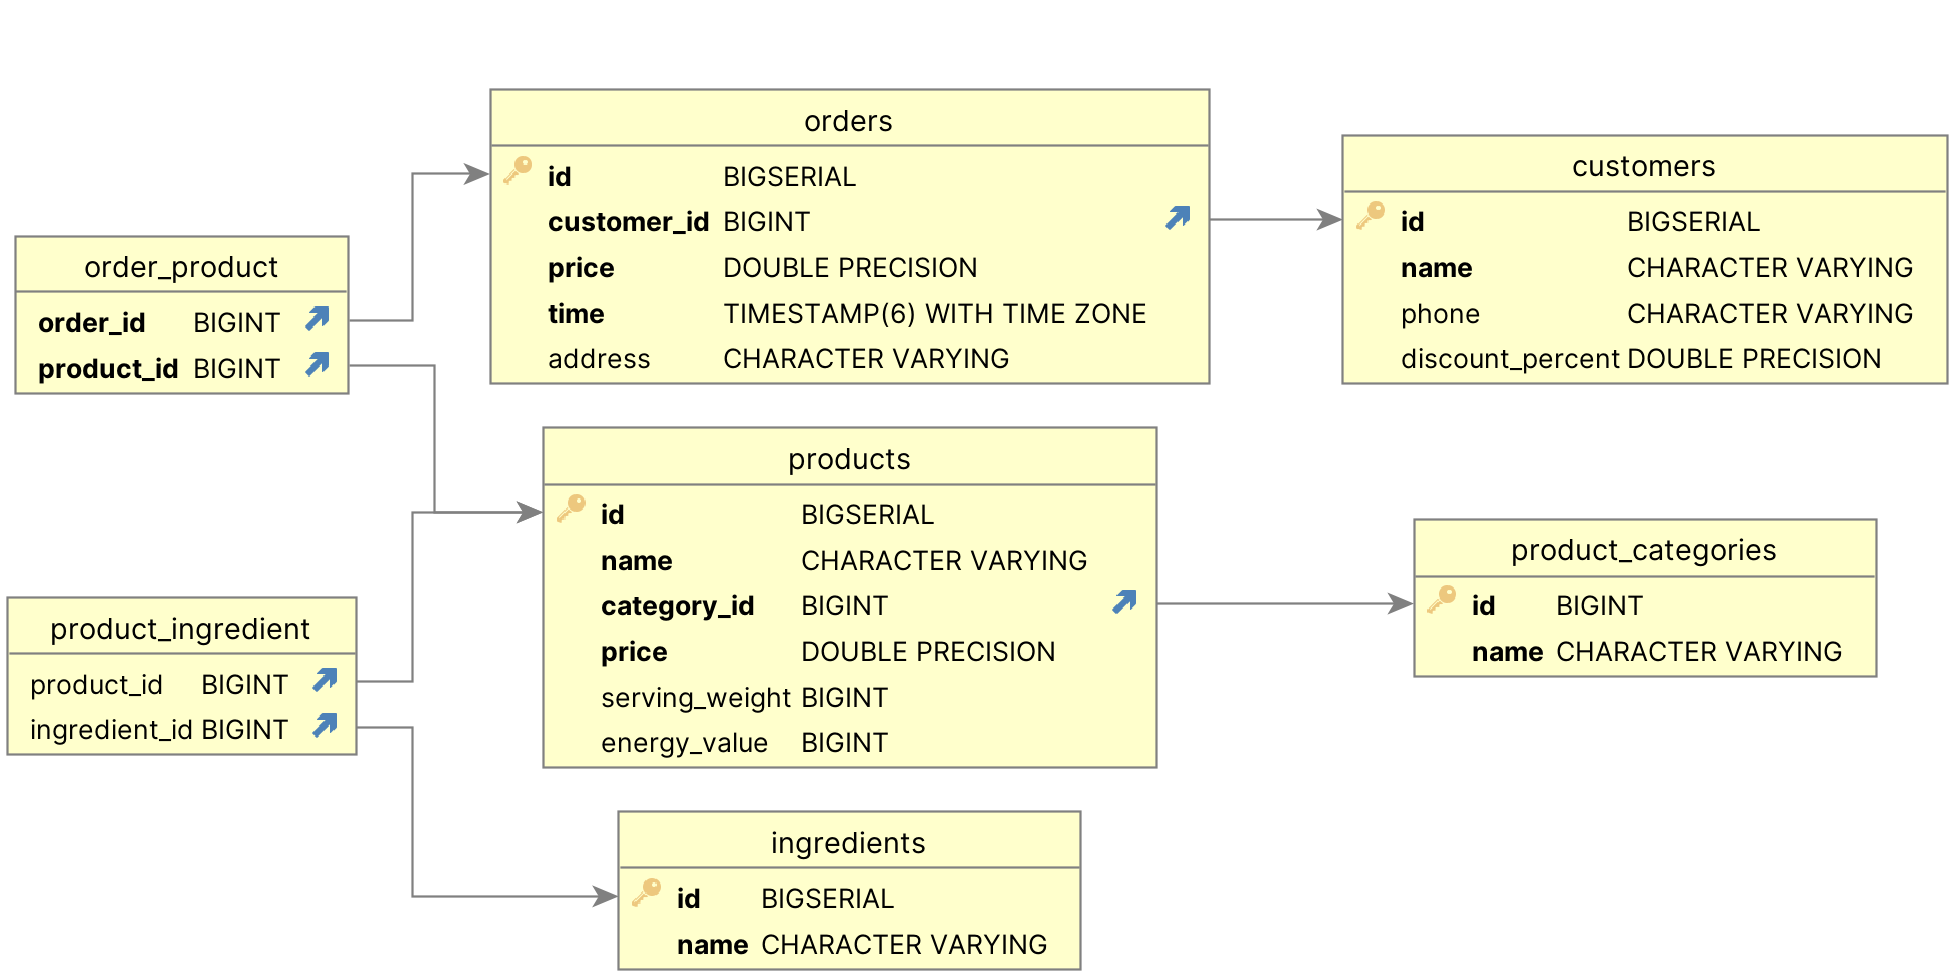 orders
id BIGSERIAL
customer_id BIGINT
price DOUBLE PRECISION
time TIMESTAMP(6) WITH TIME ZONE
address CHARACTER VARYING
customers
id BIGSERIAL
name CHARACTER VARYING
phone CHARACTER VARYING
discount_percent DOUBLE PRECISION
order_product
order_id BIGINT
product_id BIGINT
products
id BIGSERIAL
name CHARACTER VARYING
category_id BIGINT
price DOUBLE PRECISION
serving_weight BIGINT
energy_value BIGINT
product_categories
id BIGINT
name CHARACTER VARYING
product_ingredient
product_id BIGINT
ingredient_id BIGINT
ingredients
id BIGSERIAL
name CHARACTER VARYING